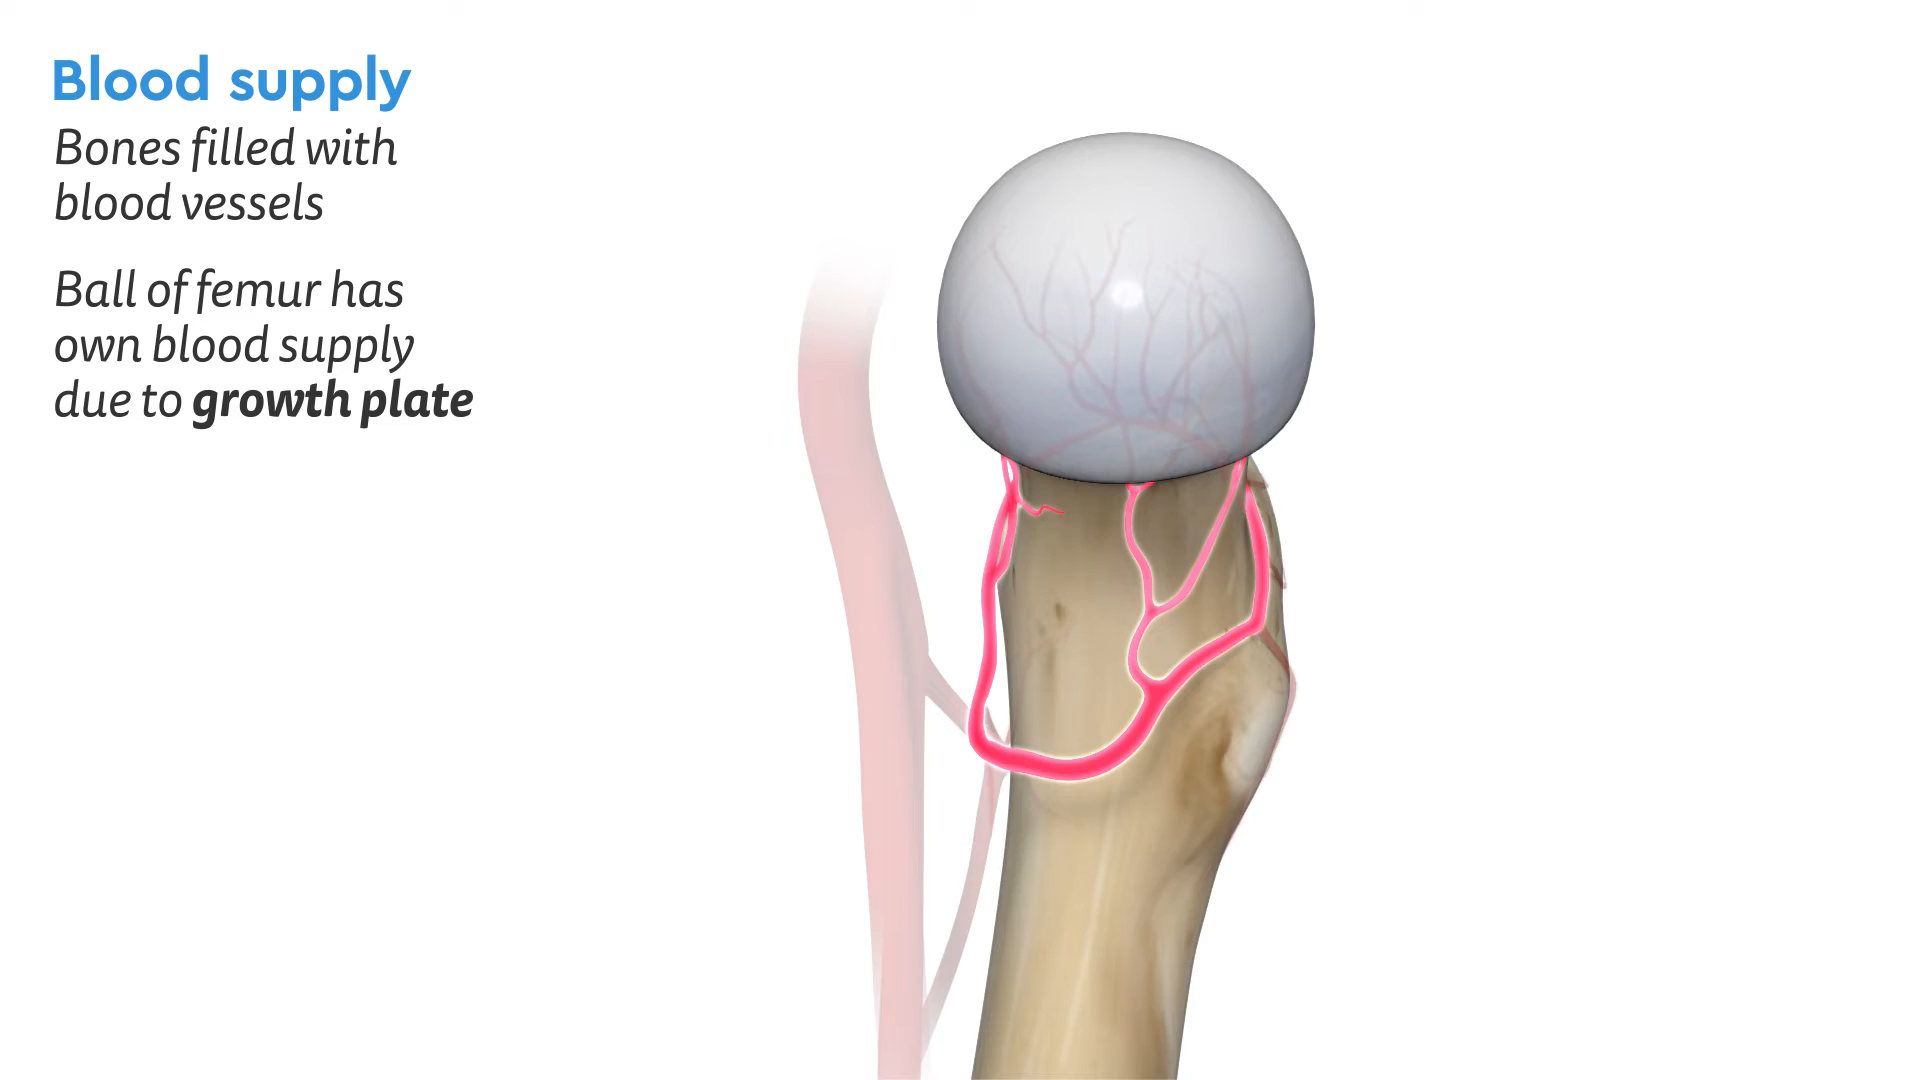 Blood supply
Bones filled with
blood vessels
Ball of femur has
own blood supply
due to growth plate